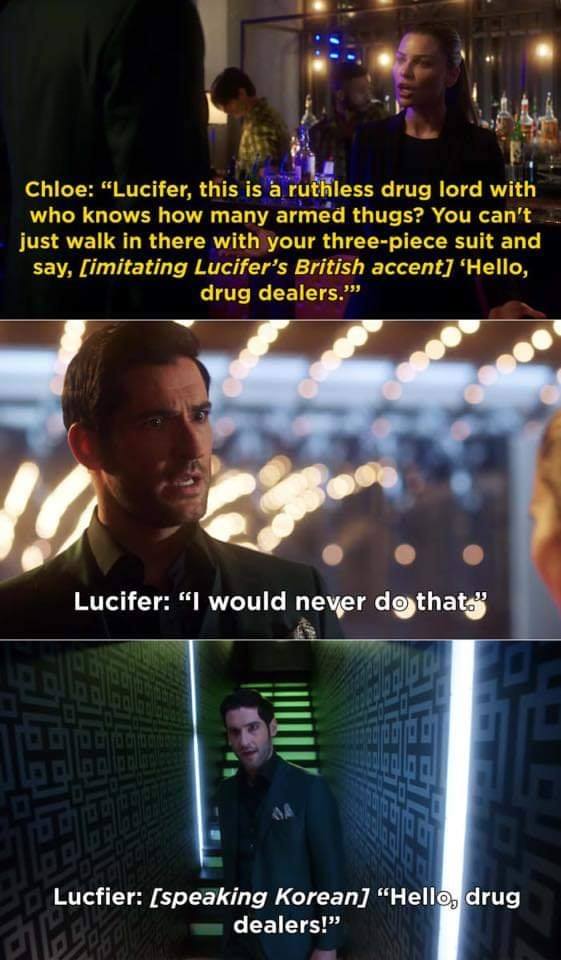 Chloe: “Lucifer, this is a ruthless drug lord with
who knows how many armed thugs? You can’t
just walk in there with your three-piece suit and
say, [imitating Lucifer’s British accent] ‘Hello,
drug dealers.’”
Lucifer: “I would never do that.”
Lucfier: [speaking Korean] “Hello, drug
dealers!”